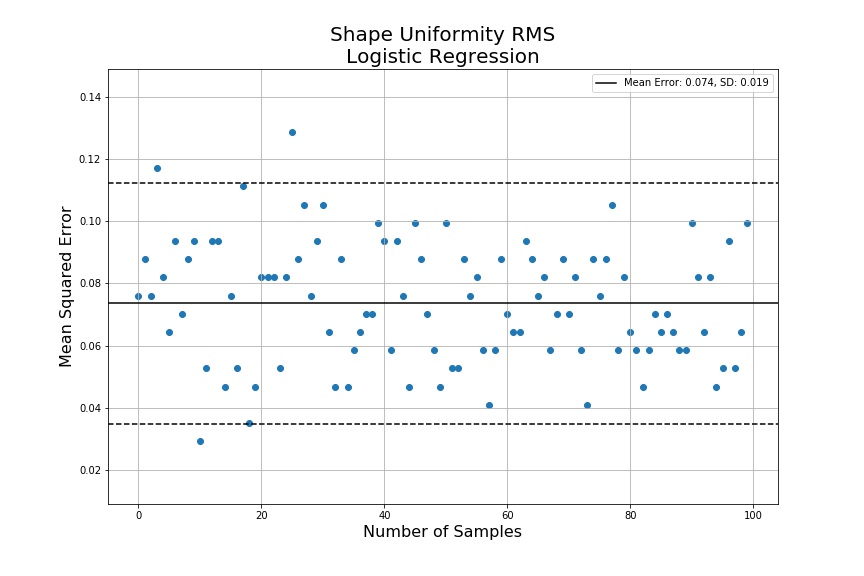 Shape Uniformity RMS
Logistic Regression
Mean Error: 0.074, SD: 0.019
Mean Squared Error
0.14
0.12
0.10
0.08
0.06
0.04
0.02
0 20 40 60 80 100
Number of Samples